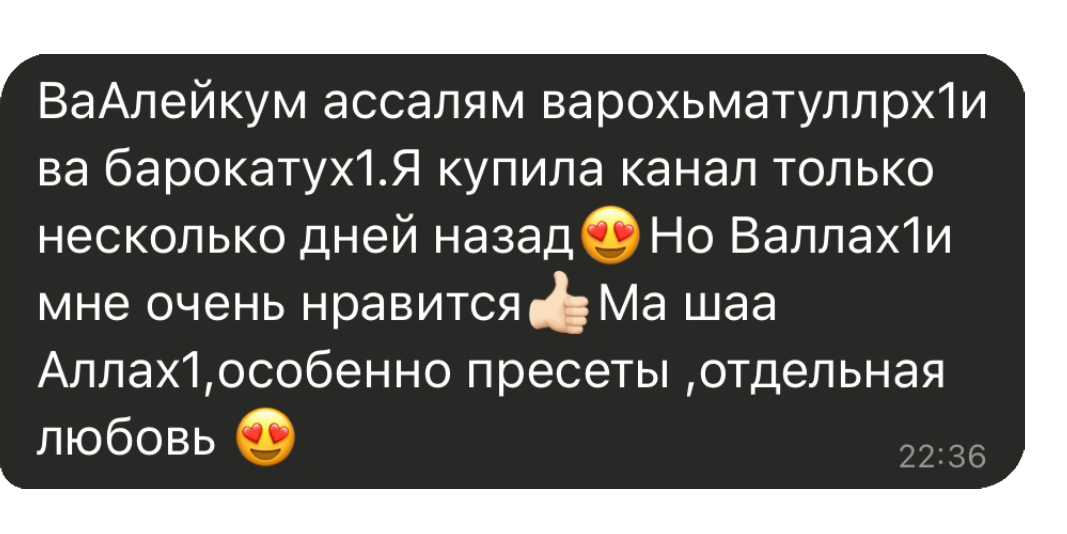 ВаАлейкум ассалям варохьматуллрх1и
ва барокатух1.Я купила канал только
несколько дней назад😍Но Валлах1и
мне очень нравится👍🏻Ма шаа
Аллах1,особенно пресеты ,отдельная
любовь 😍
22:36